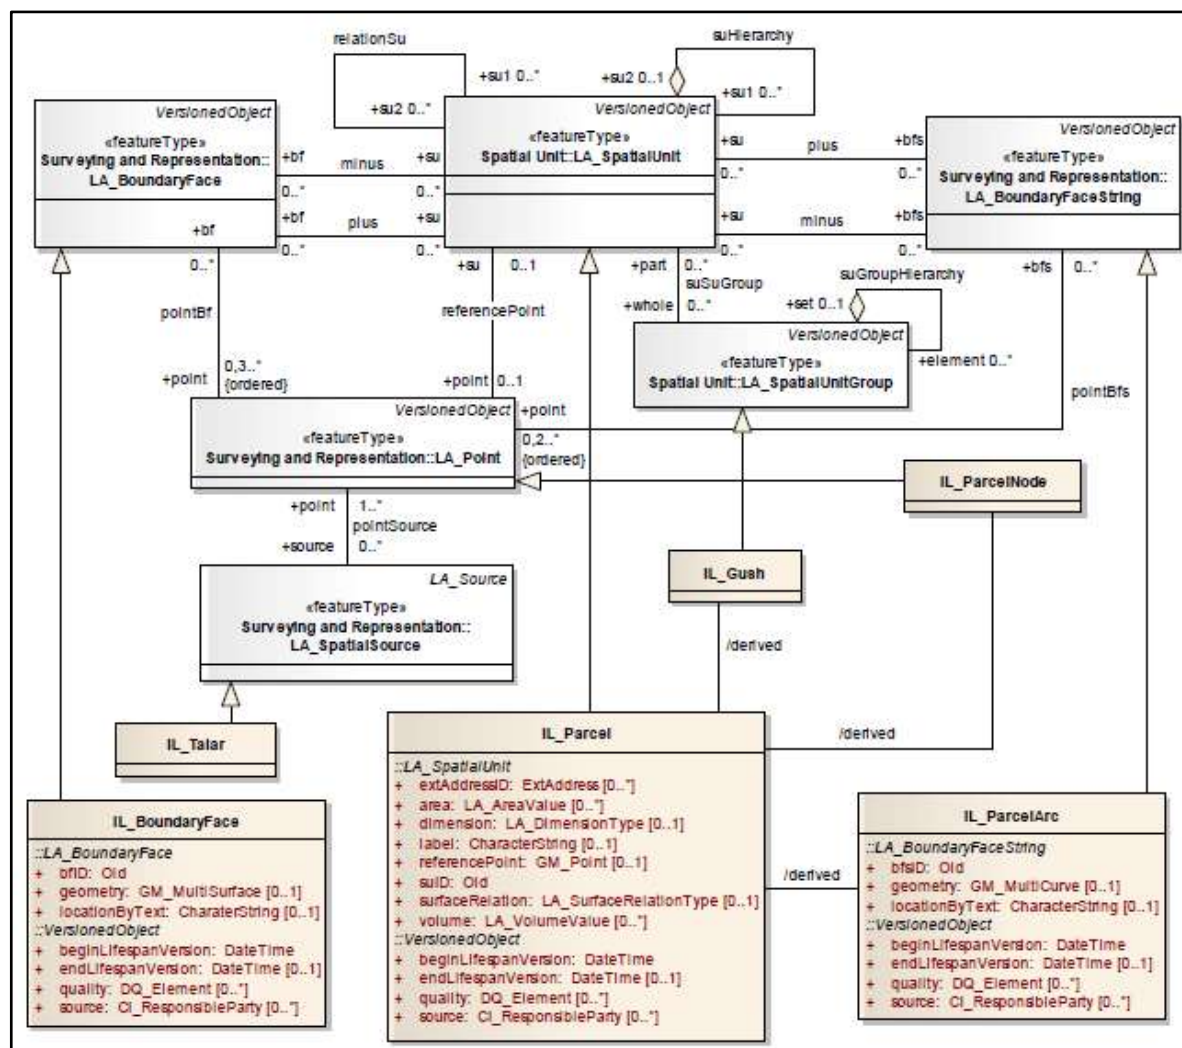 relationSu
+su1 0..*
+su2 0..*
suHierarchy
+su2 0..1
+su1 0..*
VersionedObject
«featureType»
Surveying and Representation::
LA_BoundaryFace
+bf
0..*
minus
+su
0..*
+bf
0..*
plus
+su
0..*
VersionedObject
«featureType»
Spatial Unit::LA_SpatialUnit
+su
0..*
plus
+bfs
0..*
+su
0..*
minus
+bfs
0..*
VersionedObject
«featureType»
Surveying and Representation::
LA_BoundaryFaceString
+bf
0..*
pointBf
+point
0,3..*
{ordered}
+su
0..1
referencePoint
+point
0..1
+part
0..*
suSuGroup
+whole
0..*
suGroupHierarchy
+set 0..1
+element 0..*
VersionedObject
«featureType»
Spatial Unit::LA_SpatialUnitGroup
+bfs
0..*
pointBfs
VersionedObject
«featureType»
Surveying and Representation::LA_Point
+point
0,2..*
{ordered}
IL_ParcelNode
+point
1..*
pointSource
+source
0..*
IL_Gush
LA_Source
«featureType»
Surveying and Representation::
LA_SpatialSource
/derived
IL_Talar
/derived
IL_BoundaryFace
::LA_BoundaryFace
+ bfID: Oid
+ geometry: GM_MultiSurface [0..1]
+ locationByText: CharaterString [0..1]
::VersionedObject
+ beginLifespanVersion: DateTime
+ endLifespanVersion: DateTime [0..1]
+ quality: DQ_Element [0..*]
+ source: CI_ResponsibleParty [0..*]
IL_Parcel
::LA_SpatialUnit
+ extAddressID: ExtAddress [0..*]
+ area: LA_AreaValue [0..*]
+ dimension: LA_DimensionType [0..1]
+ label: CharacterString [0..1]
+ referencePoint: GM_Point [0..1]
+ suID: Oid
+ surfaceRelation: LA_SurfaceRelationType [0..1]
+ volume: LA_VolumeValue [0..*]
::VersionedObject
+ beginLifespanVersion: DateTime
+ endLifespanVersion: DateTime [0..1]
+ quality: DQ_Element [0..*]
+ source: CI_ResponsibleParty [0..*]
/derived
IL_ParcelArc
::LA_BoundaryFaceString
+ bfsID: Oid
+ geometry: GM_MultiCurve [0..1]
+ locationByText: CharacterString [0..1]
::VersionedObject
+ beginLifespanVersion: DateTime
+ endLifespanVersion: DateTime [0..1]
+ quality: DQ_Element [0..*]
+ source: CI_ResponsibleParty [0..*]